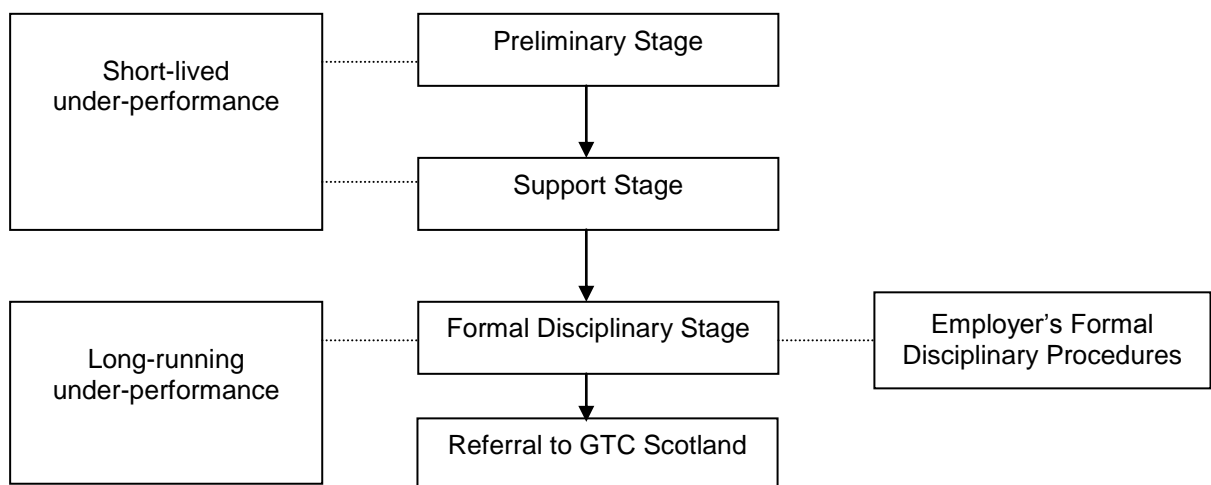 Preliminary Stage
Short-lived
under-performance
Support Stage
Formal Disciplinary Stage
Employer’s Formal
Disciplinary Procedures
Long-running
under-performance
Referral to GTC Scotland